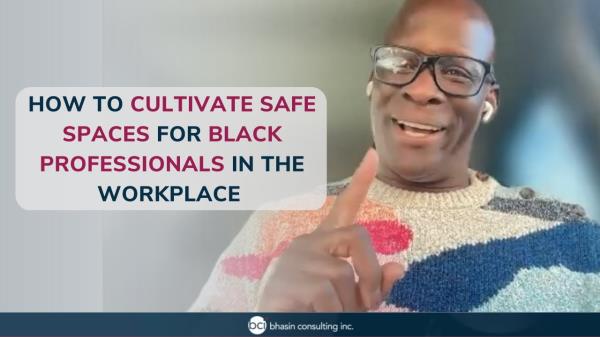 HOW TO CULTIVATE SAFE
SPACES FOR BLACK
PROFESSIONALS IN THE
WORKPLACE
bci bhasin consulting inc.